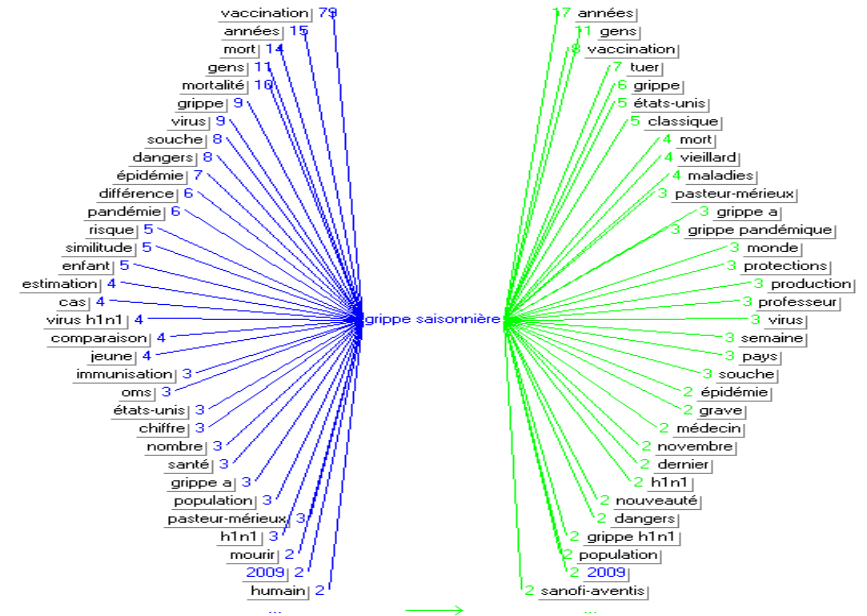 vaccination 79
années 15
mort 14
gens 11
mortalité 10
grippe 9
virus 9
souche 8
dangers 8
épidémie 7
différence 6
pandémie 6
risque 5
similitude 5
enfant 5
estimation 4
cas 4
virus h1n1 4
comparaison 4
jeune 4
immunisation 3
oms 3
états-unis 3
chiffre 3
nombre 3
santé 3
grippe a 3
population 3
pasteur-mérieux 3
h1n1 3
mourir 2
2009 2
humain 2
...
grippe saisonnière
17 années
11 gens
8 vaccination
7 tuer
6 grippe
5 états-unis
5 classique
4 mort
4 vieillard
4 maladies
3 pasteur-mérieux
3 grippe a
3 grippe pandémique
3 monde
3 protections
3 production
3 professeur
3 virus
3 semaine
3 pays
3 souche
2 épidémie
2 grave
2 médecin
2 novembre
2 dernier
2 h1n1
2 nouveauté
2 dangers
2 grippe h1n1
2 population
2 2009
2 sanofi-aventis
...